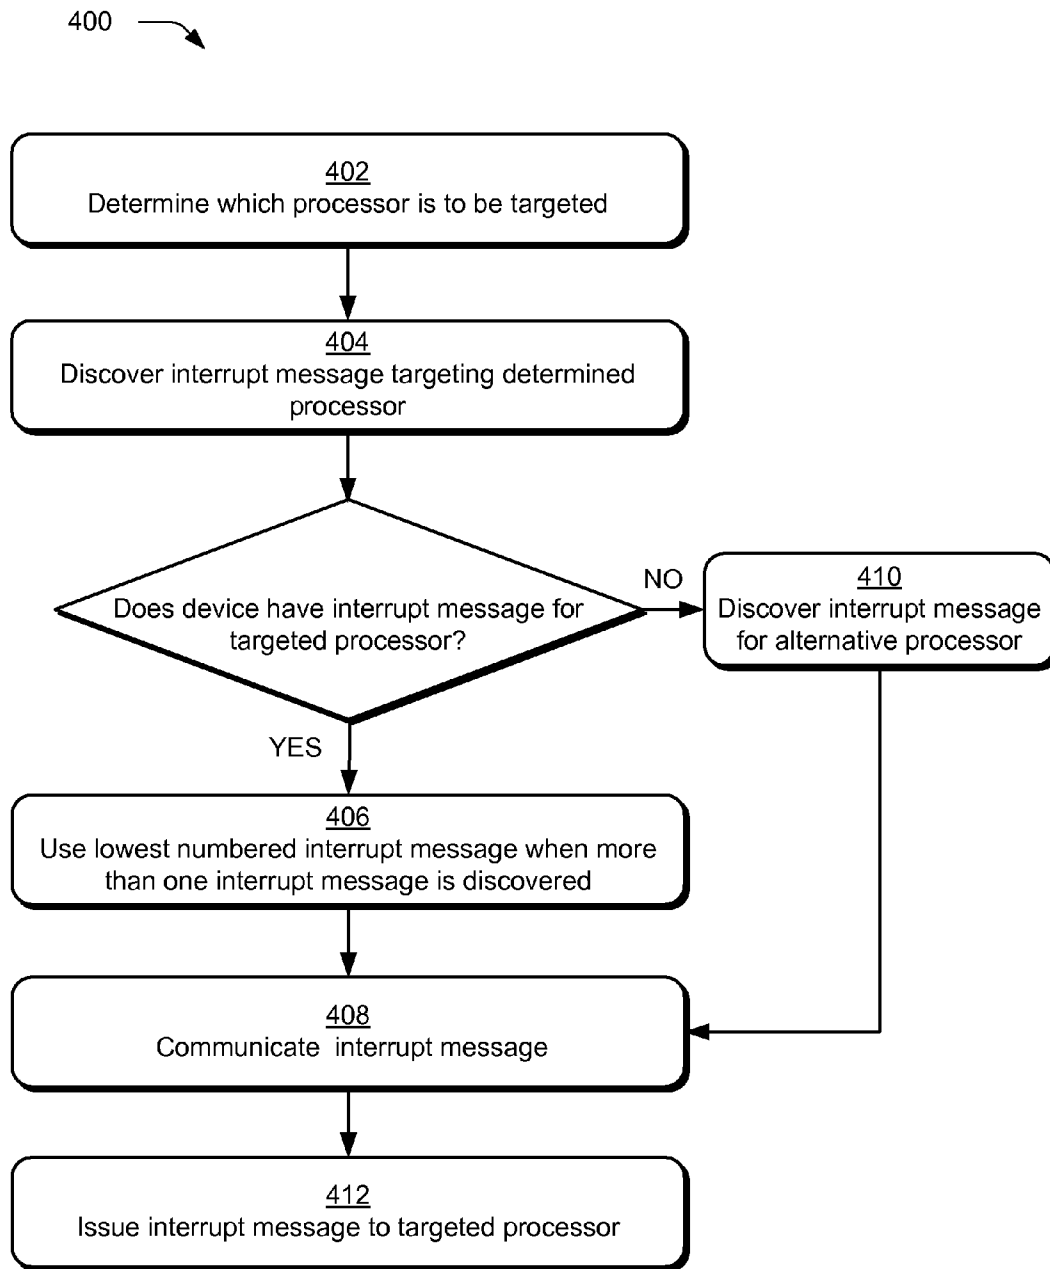 400
402
Determine which processor is to be targeted
404
Discover interrupt message targeting determined
processor
Does device have interrupt message for
targeted processor?
NO
410
Discover interrupt message
for alternative processor
YES
406
Use lowest numbered interrupt message when more
than one interrupt message is discovered
408
Communicate interrupt message
412
Issue interrupt message to targeted processor